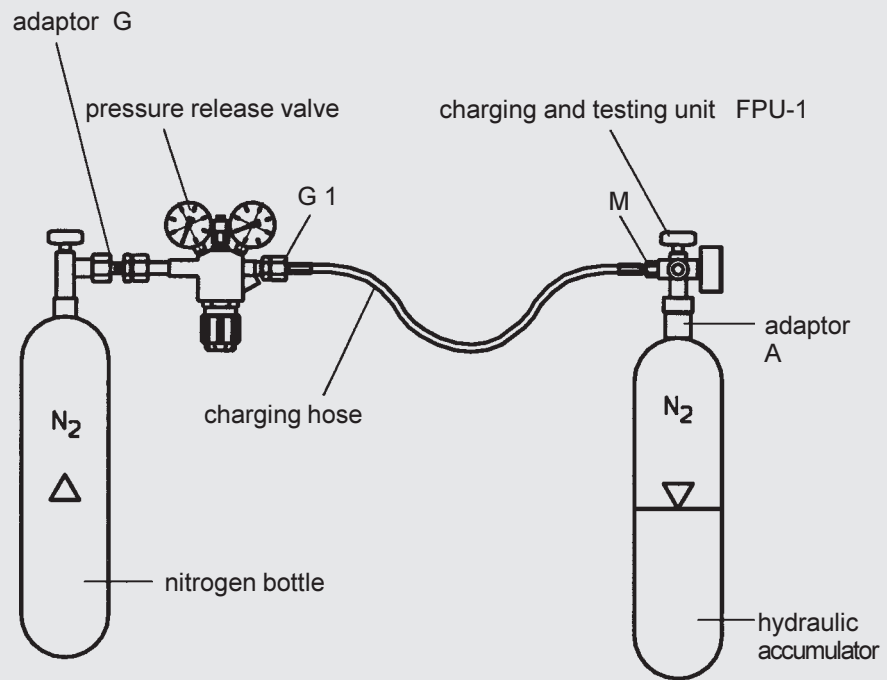 adaptor G
pressure release valve
charging and testing unit FPU-1
G 1
M
adaptor
A
charging hose
N2
N2
nitrogen bottle
hydraulic
accumulator